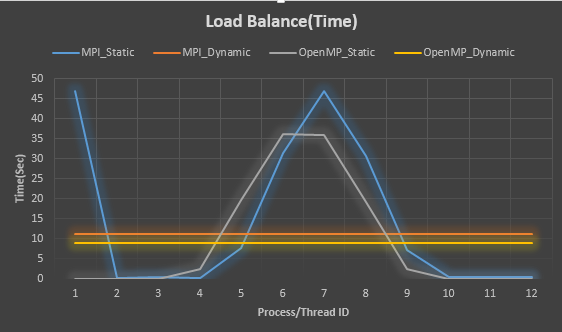 Load Balance(Time)
MPI_Static MPI_Dynamic OpenMP_Static OpenMP_Dynamic
50
45
40
35
30
25
20
15
10
5
0
Time(Sec)
1 2 3 4 5 6 7 8 9 10 11 12
Process/Thread ID